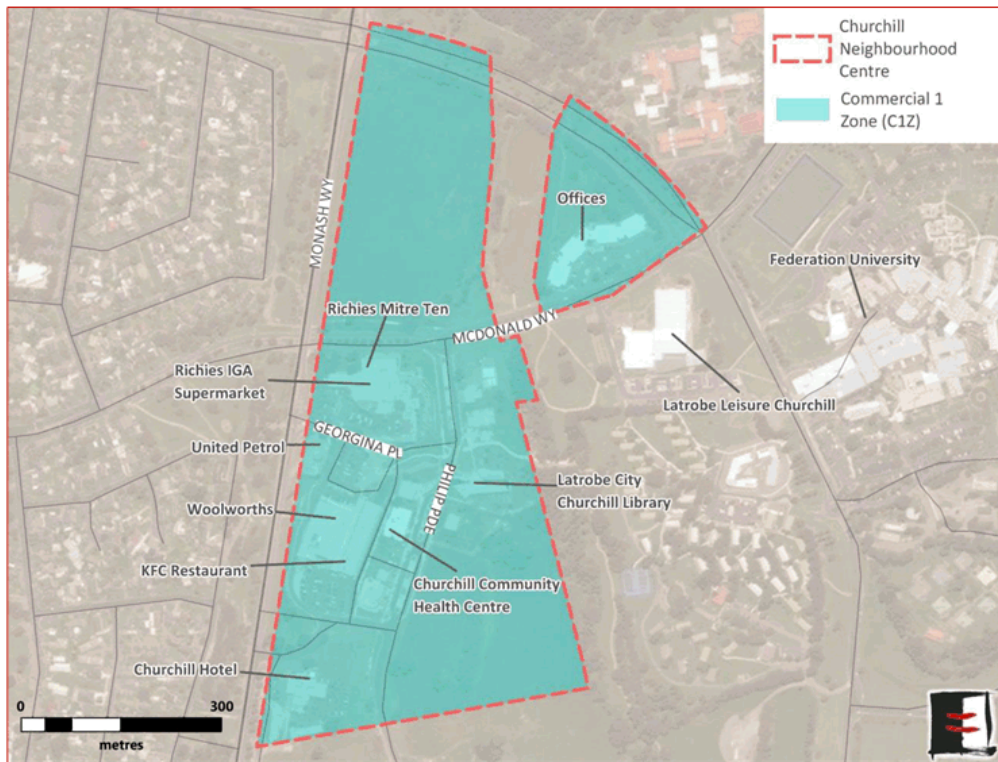 Churchill
Neighbourhood
Centre
Commercial 1
Zone (C1Z)
Offices
MONASH WY
Federation University
Richies Mitre Ten
MCDONALD WY
Richies IGA
Supermarket
Latrobe Leisure Churchill
GEORGINA PL
United Petrol
PHILIP PDE
Latrobe City
Churchill Library
Woolworths
KFC Restaurant
Churchill Community
Health Centre
Churchill Hotel
0
300
metres